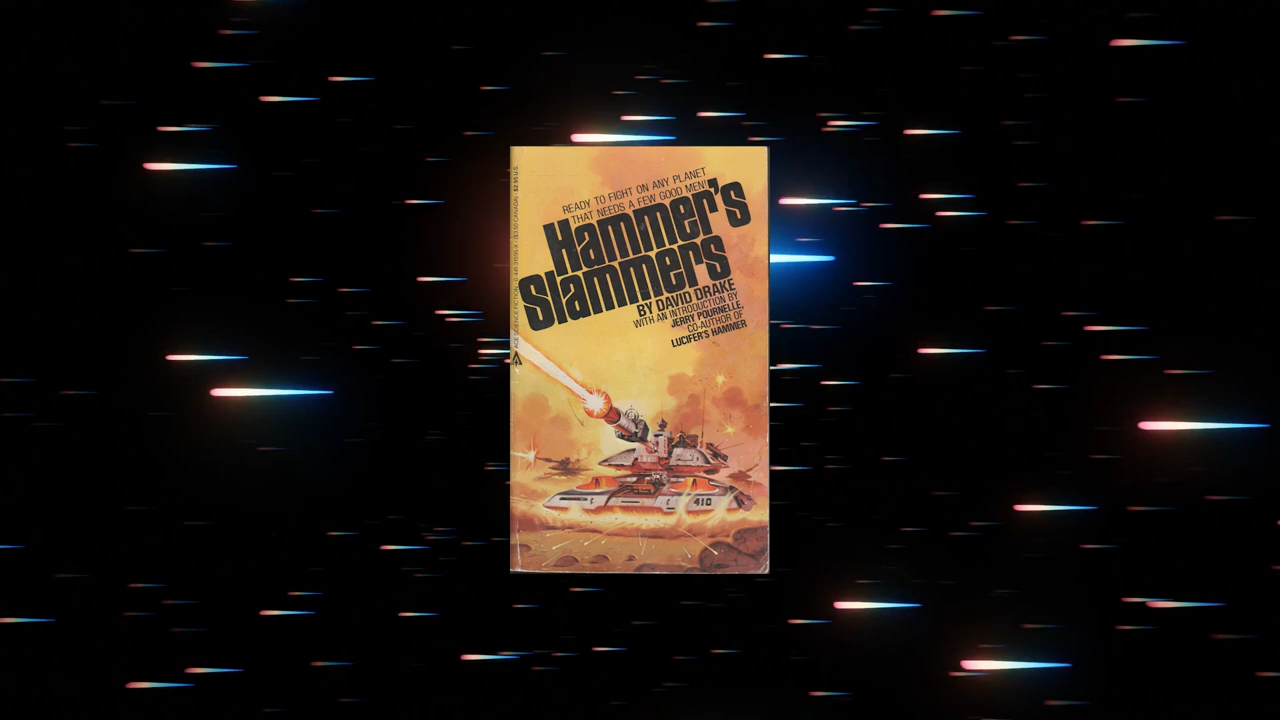 READY TO FIGHT ON ANY PLANET
THAT NEEDS A FEW GOOD MEN!
Hammer's
Slammers
BY DAVID DRAKE
WITH AN INTRODUCTION BY
JERRY POURNELLE,
CO-AUTHOR OF
LUCIFER'S HAMMER
410